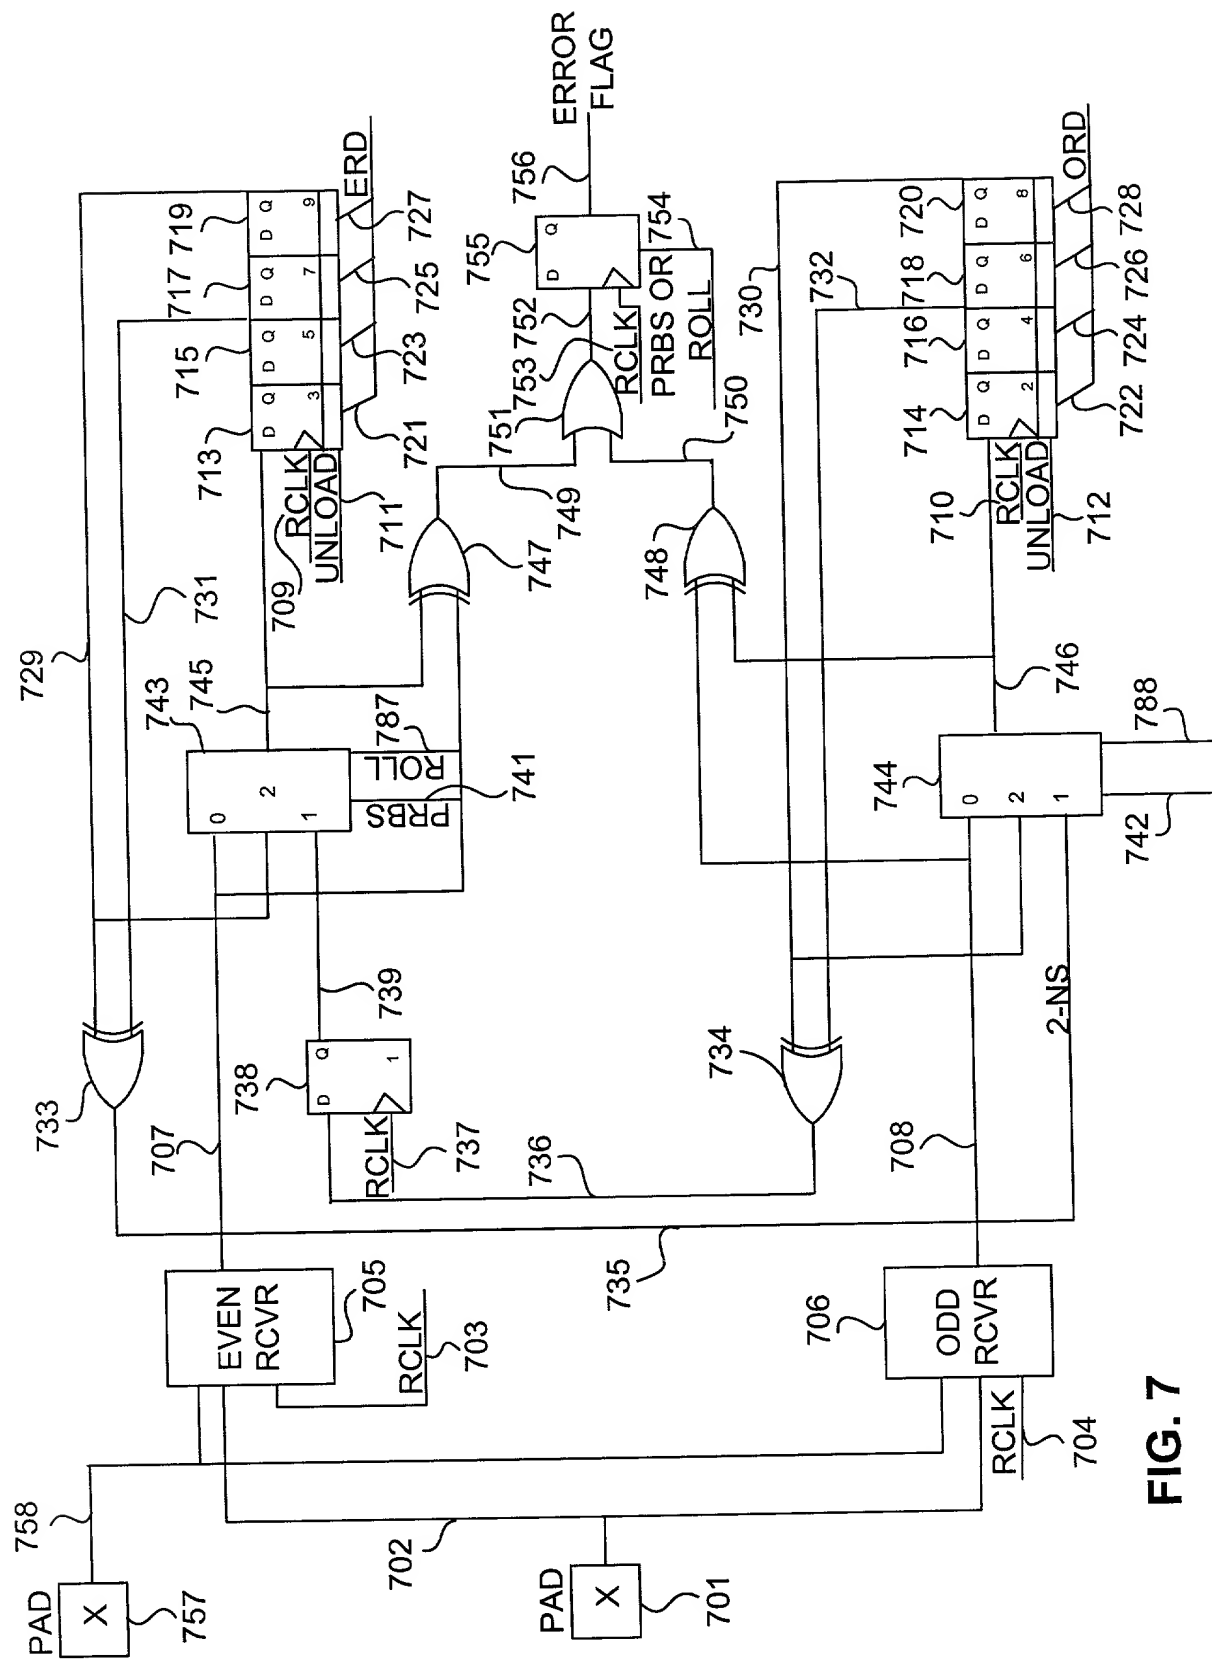 PAD
X
757
758
PAD
X
701
702
EVEN
RCVR
705
RCLK
703
ODD
RCVR
706
RCLK
704
707
708
733
734
735
736
RCLK
737
738
D
Q
1
739
2-NS
729
731
743
0
2
1
745
PRBS
741
ROLL
787
744
0
2
1
746
742
788
747
748
749
750
751
752
753
RCLK
PRBS OR
ROLL
754
755
D
Q
756
ERROR
FLAG
709
RCLK
UNLOAD
711
713
D
Q
3
715
D
Q
5
717
D
Q
7
719
D
Q
9
721
723
725
727
ERD
730
732
710
RCLK
UNLOAD
712
714
D
Q
2
716
D
Q
4
718
D
Q
6
720
D
Q
8
722
724
726
728
ORD
FIG. 7